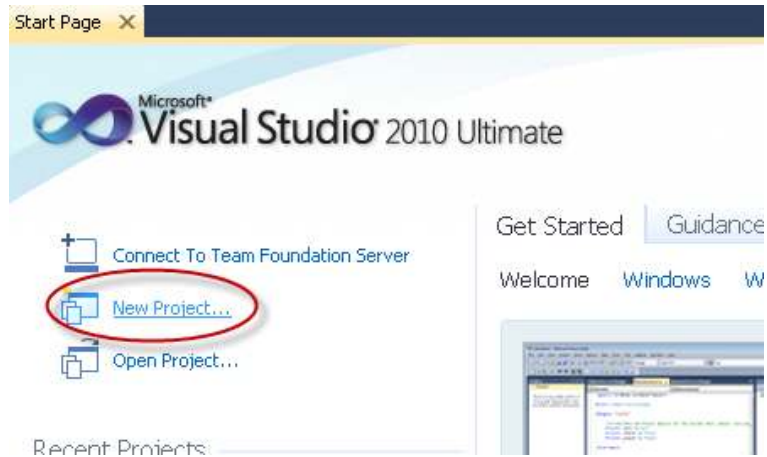 Start Page
Microsoft®
Visual Studio® 2010 Ultimate
Connect To Team Foundation Server
New Project...
Open Project...
Recent Projects
Get Started
Guidance
Welcome
Windows
W